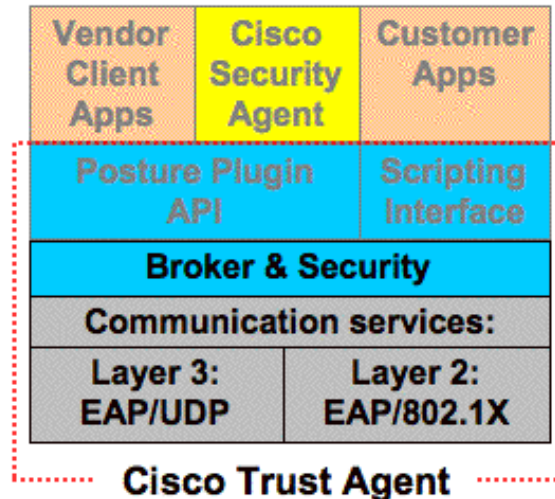 Vendor
Client
Apps
Cisco
Security
Agent
Customer
Apps
Posture Plugin
API
Scripting
Interface
Broker & Security
Communication services:
Layer 3:
EAP/UDP
Layer 2:
EAP/802.1X
Cisco Trust Agent